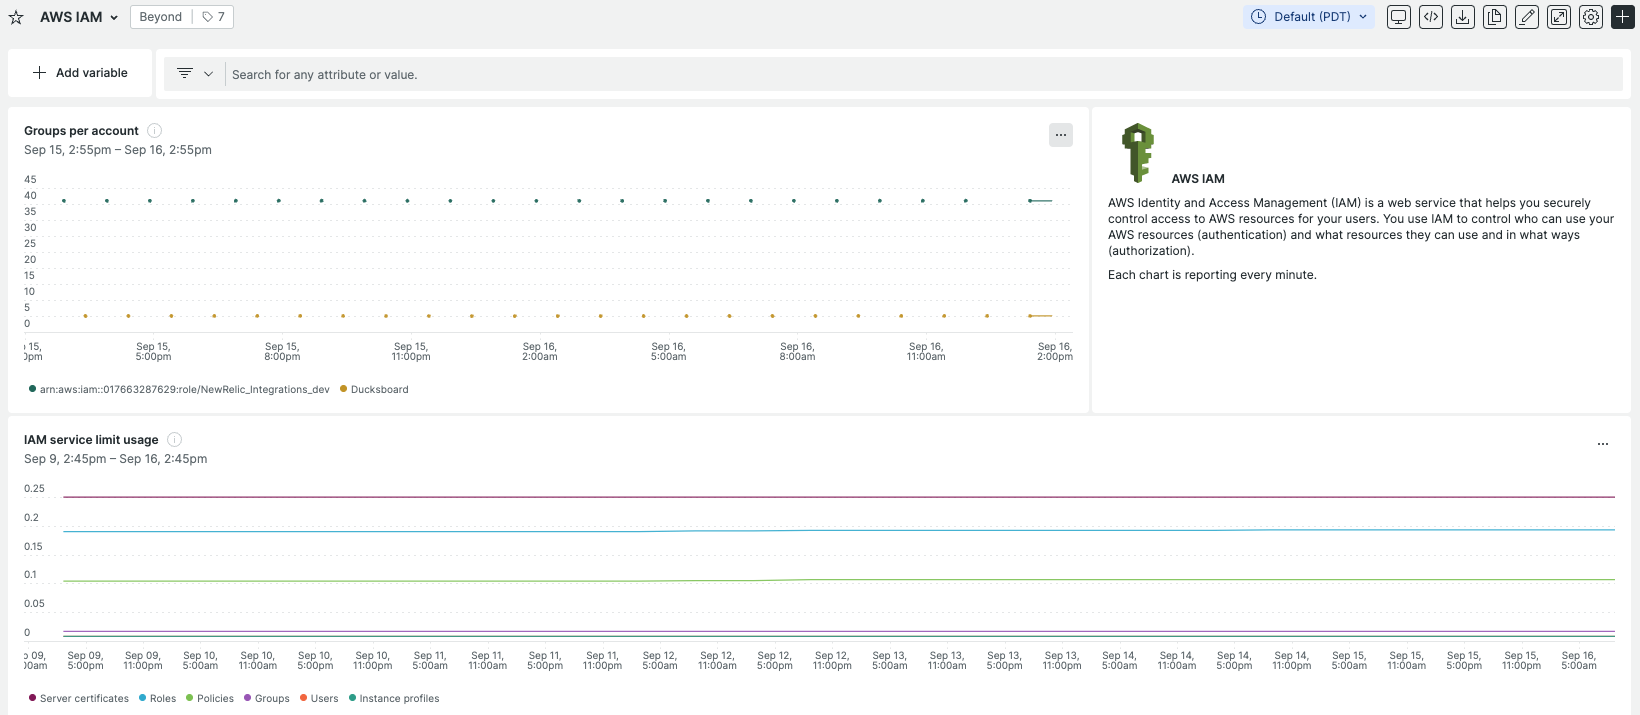 AWS IAM
Beyond 7
Default (PDT)
Add variable
Search for any attribute or value.
Groups per account
Sep 15, 2:55pm – Sep 16, 2:55pm
45
40
35
30
25
20
15
10
5
0
15, Sep 15, Sep 15, Sep 15, Sep 16, Sep 16, Sep 16, Sep 16, Sep 16,
pm 5:00pm 8:00pm 11:00pm 2:00am 5:00am 8:00am 11:00am 2:00pm
arn:aws:iam::017663287629:role/NewRelic_Integrations_dev Ducksboard
AWS IAM
AWS Identity and Access Management (IAM) is a web service that helps you securely
control access to AWS resources for your users. You use IAM to control who can use your
AWS resources (authentication) and what resources they can use and in what ways
(authorization).
Each chart is reporting every minute.
IAM service limit usage
Sep 9, 2:45pm – Sep 16, 2:45pm
0.25
0.2
0.15
0.1
0.05
0
09, Sep 09, Sep 09, Sep 10, Sep 10, Sep 10, Sep 10, Sep 11, Sep 11, Sep 11, Sep 11, Sep 12, Sep 12, Sep 12, Sep 12, Sep 13, Sep 13, Sep 13, Sep 13, Sep 14, Sep 14, Sep 14, Sep 14, Sep 15, Sep 15, Sep 15, Sep 15, Sep 16,
00am 5:00pm 11:00pm 5:00am 11:00am 5:00pm 11:00pm 5:00am 11:00am 5:00pm 11:00pm 5:00am 11:00am 5:00pm 11:00pm 5:00am 11:00am 5:00pm 11:00pm 5:00am 11:00am 5:00pm 11:00pm 5:00am 11:00am 5:00pm 11:00pm 5:00am
Server certificates Roles Policies Groups Users Instance profiles